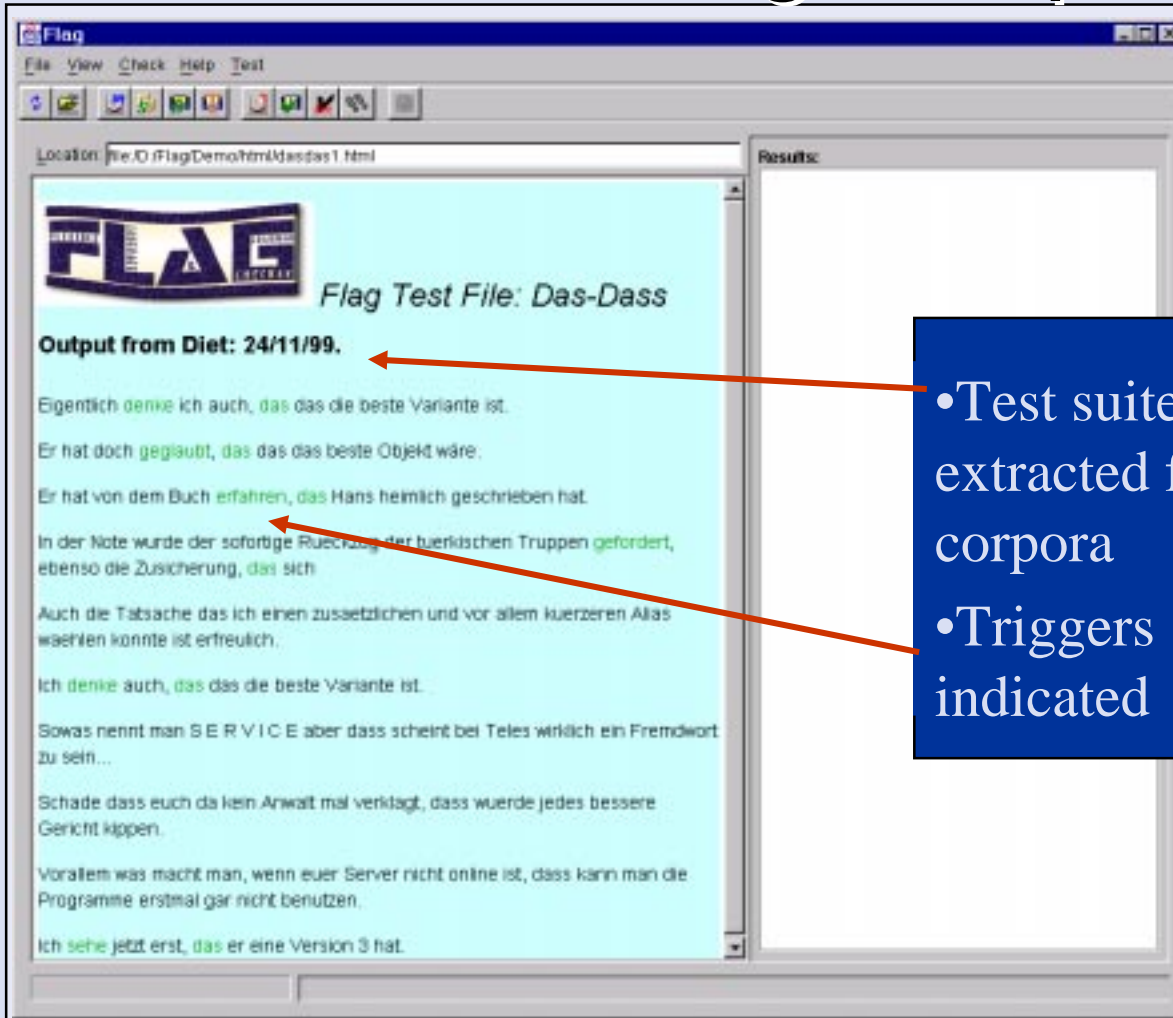 Flag
File View Check Help Test
Location: file:/D:/Flag/Demo/html/dasdas1.html
Results:
FLAG
Flag Test File: Das-Dass
Output from Diet: 24/11/99.
Eigentlich denke ich auch, das das die beste Variante ist.
Er hat doch geglaubt, das das das beste Objekt wäre.
Er hat von dem Buch erfahren, das Hans heimlich geschrieben hat.
In der Note wurde der sofortige Rueckzug der tuerkischen Truppen gefordert,
ebenso die Zusicherung, das sich
Auch die Tatsache das ich einen zusaetzlichen und vor allem kuerzeren Alias
waehlen konnte ist erfreulich.
Ich denke auch, das das die beste Variante ist.
Sowas nennt man S E R V I C E aber dass scheint bei Teles wirklich ein Fremdwort
zu sein...
Schade dass euch da kein Anwalt mal verklagt, dass wuerde jedes bessere
Gericht kippen.
Vorallem was macht man, wenn euer Server nicht online ist, dass kann man die
Programme erstmal gar nicht benutzen.
Ich sehe jetzt erst, das er eine Version 3 hat.
•Test suite
extracted f
corpora
•Triggers
indicated